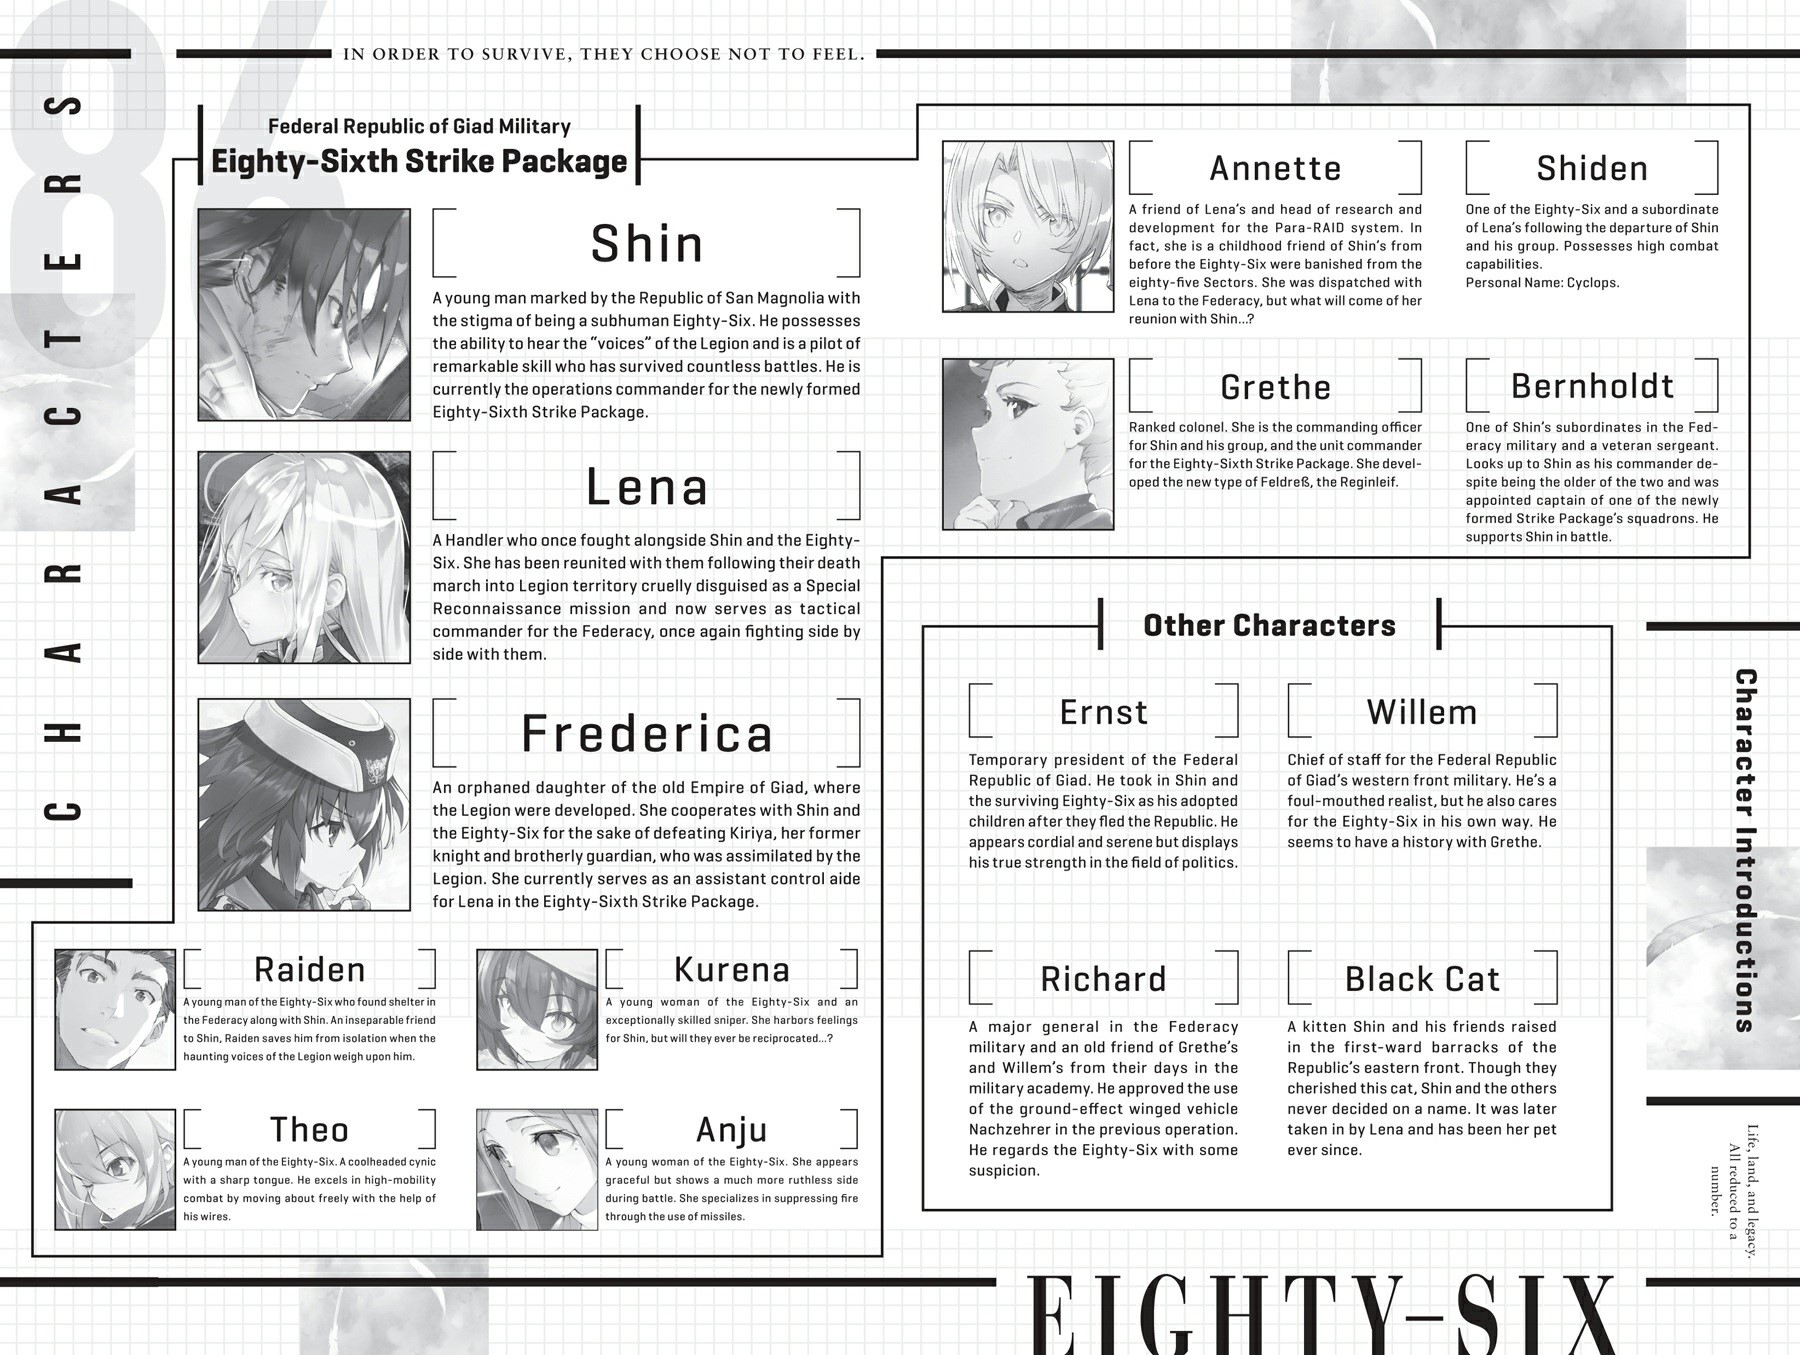 IN ORDER TO SURVIVE, THEY CHOOSE NOT TO FEEL.
86
CHARACTERS
Federal Republic of Giad Military
Eighty-Sixth Strike Package
Shin
A young man marked by the Republic of San Magnolia with
the stigma of being a subhuman Eighty-Six. He possesses
the ability to hear the “voices” of the Legion and is a pilot of
remarkable skill who has survived countless battles. He is
currently the operations commander for the newly formed
Eighty-Sixth Strike Package.
Lena
A Handler who once fought alongside Shin and the Eighty-
Six. She has been reunited with them following their death
march into Legion territory cruelly disguised as a Special
Reconnaissance mission and now serves as tactical
commander for the Federacy, once again fighting side by
side with them.
Frederica
An orphaned daughter of the old Empire of Giad, where
the Legion were developed. She cooperates with Shin and
the Eighty-Six for the sake of defeating Kiriya, her former
knight and brotherly guardian, who was assimilated by the
Legion. She currently serves as an assistant control aide
for Lena in the Eighty-Sixth Strike Package.
Raiden
A young man of the Eighty-Six who found shelter in
the Federacy along with Shin. An inseparable friend
to Shin, Raiden saves him from isolation when the
haunting voices of the Legion weigh upon him.
Kurena
A young woman of the Eighty-Six and an
exceptionally skilled sniper. She harbors feelings
for Shin, but will they ever be reciprocated...?
Theo
A young man of the Eighty-Six. A coolheaded cynic
with a sharp tongue. He excels in high-mobility
combat by moving about freely with the help of
his wires.
Anju
A young woman of the Eighty-Six. She appears
graceful but shows a much more ruthless side
during battle. She specializes in suppressing fire
through the use of missiles.
Annette
A friend of Lena’s and head of research and
development for the Para-RAID system. In
fact, she is a childhood friend of Shin’s from
before the Eighty-Six were banished from the
eighty-five Sectors. She was dispatched with
Lena to the Federacy, but what will come of her
reunion with Shin...?
Shiden
One of the Eighty-Six and a subordinate
of Lena’s following the departure of Shin
and his group. Possesses high combat
capabilities.
Personal Name: Cyclops.
Grethe
Ranked colonel. She is the commanding officer
for Shin and his group, and the unit commander
for the Eighty-Sixth Strike Package. She devel-
oped the new type of Feldreß, the Reginleif.
Bernholdt
One of Shin’s subordinates in the Fed-
eracy military and a veteran sergeant.
Looks up to Shin as his commander de-
spite being the older of the two and was
appointed captain of one of the newly
formed Strike Package’s squadrons. He
supports Shin in battle.
Other Characters
Ernst
Temporary president of the Federal
Republic of Giad. He took in Shin and
the surviving Eighty-Six as his adopted
children after they fled the Republic. He
appears cordial and serene but displays
his true strength in the field of politics.
Willem
Chief of staff for the Federal Republic
of Giad’s western front military. He’s a
foul-mouthed realist, but he also cares
for the Eighty-Six in his own way. He
seems to have a history with Grethe.
Richard
A major general in the Federacy
military and an old friend of Grethe’s
and Willem’s from their days in the
military academy. He approved the use
of the ground-effect winged vehicle
Nachzehrer in the previous operation.
He regards the Eighty-Six with some
suspicion.
Black Cat
A kitten Shin and his friends raised
in the first-ward barracks of the
Republic’s eastern front. Though they
cherished this cat, Shin and the others
never decided on a name. It was later
taken in by Lena and has been her pet
ever since.
Character Introductions
Life, land, and legacy.
All reduced to a
number.
EIGHTY-SIX